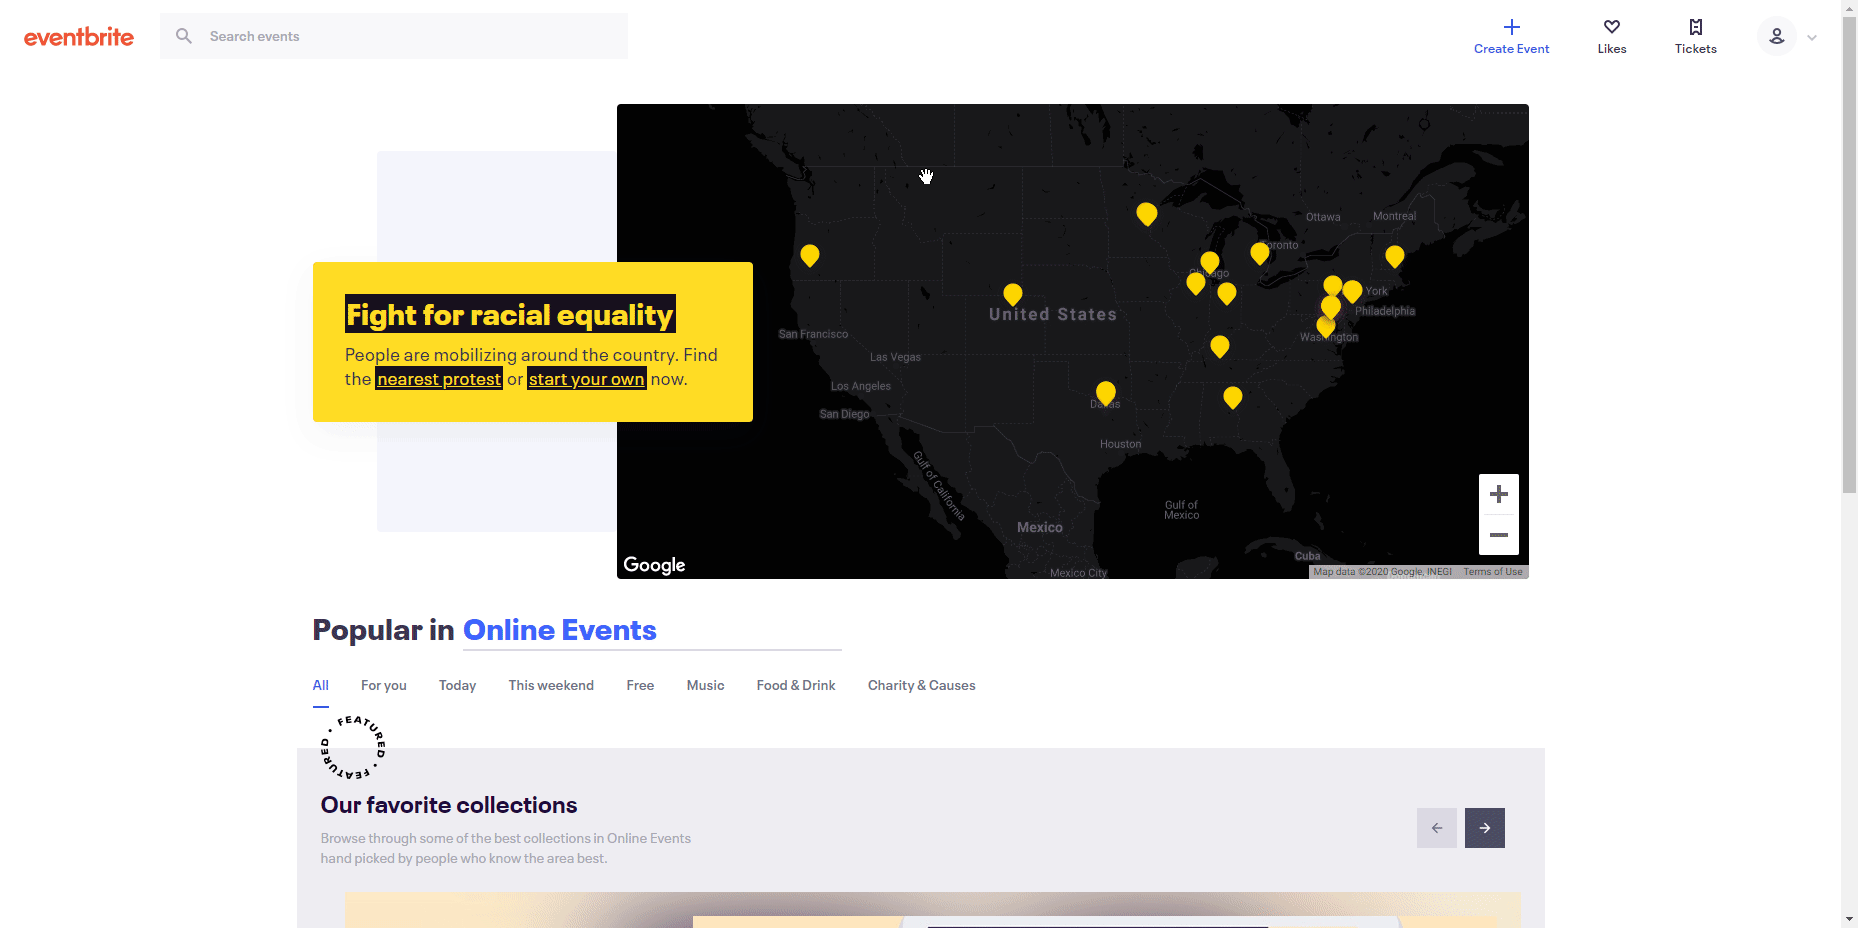 eventbrite
Search events
Create Event
Likes
Tickets
Fight for racial equality
People are mobilizing around the country. Find
the nearest protest or start your own now.
Ottawa
Montreal
Toronto
Chicago
York
Philadelphia
Washington
United States
San Francisco
Las Vegas
Los Angeles
San Diego
Dallas
Houston
Gulf of California
Gulf of
Mexico
Mexico
Cuba
Mexico City
Google
Map data ©2020 Google, INEGI Terms of Use
Popular in Online Events
All
For you
Today
This weekend
Free
Music
Food & Drink
Charity & Causes
FEATURED • FEATURED •
Our favorite collections
Browse through some of the best collections in Online Events
hand picked by people who know the area best.